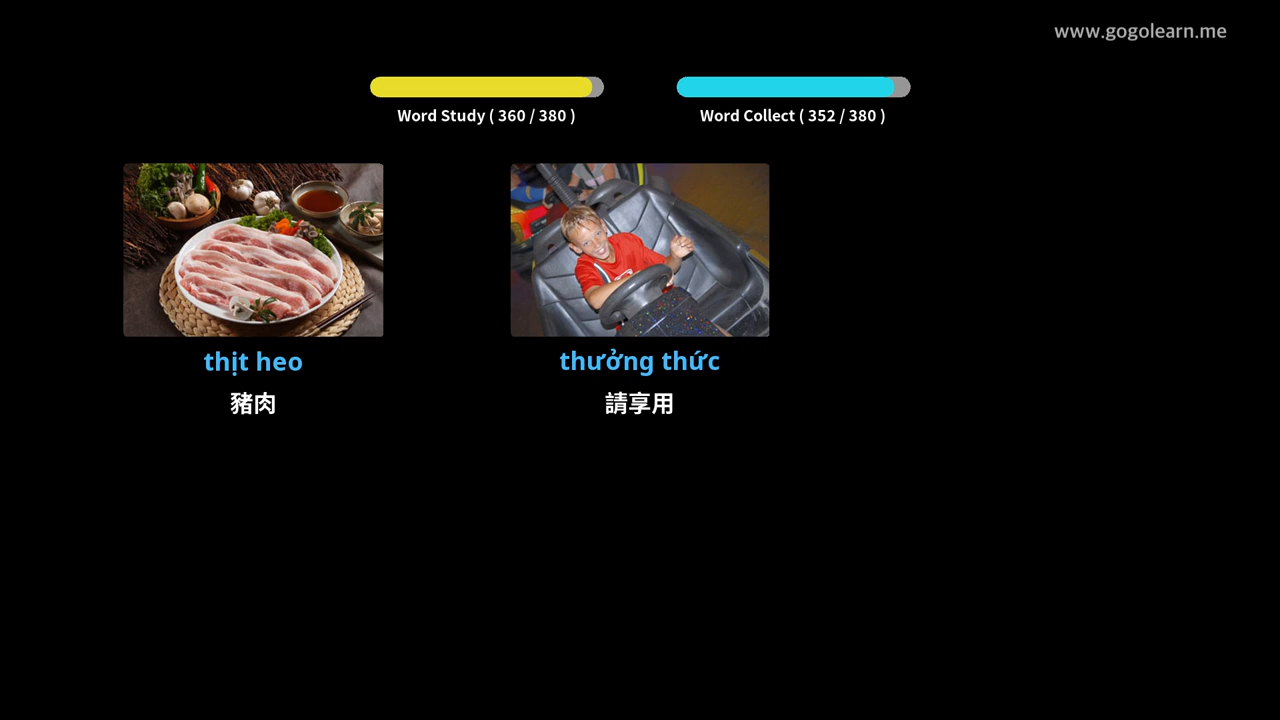 www.gogolearn.me
Word Study ( 360 / 380 )
Word Collect ( 352 / 380 )
thịt heo
豬肉
thưởng thức
請享用